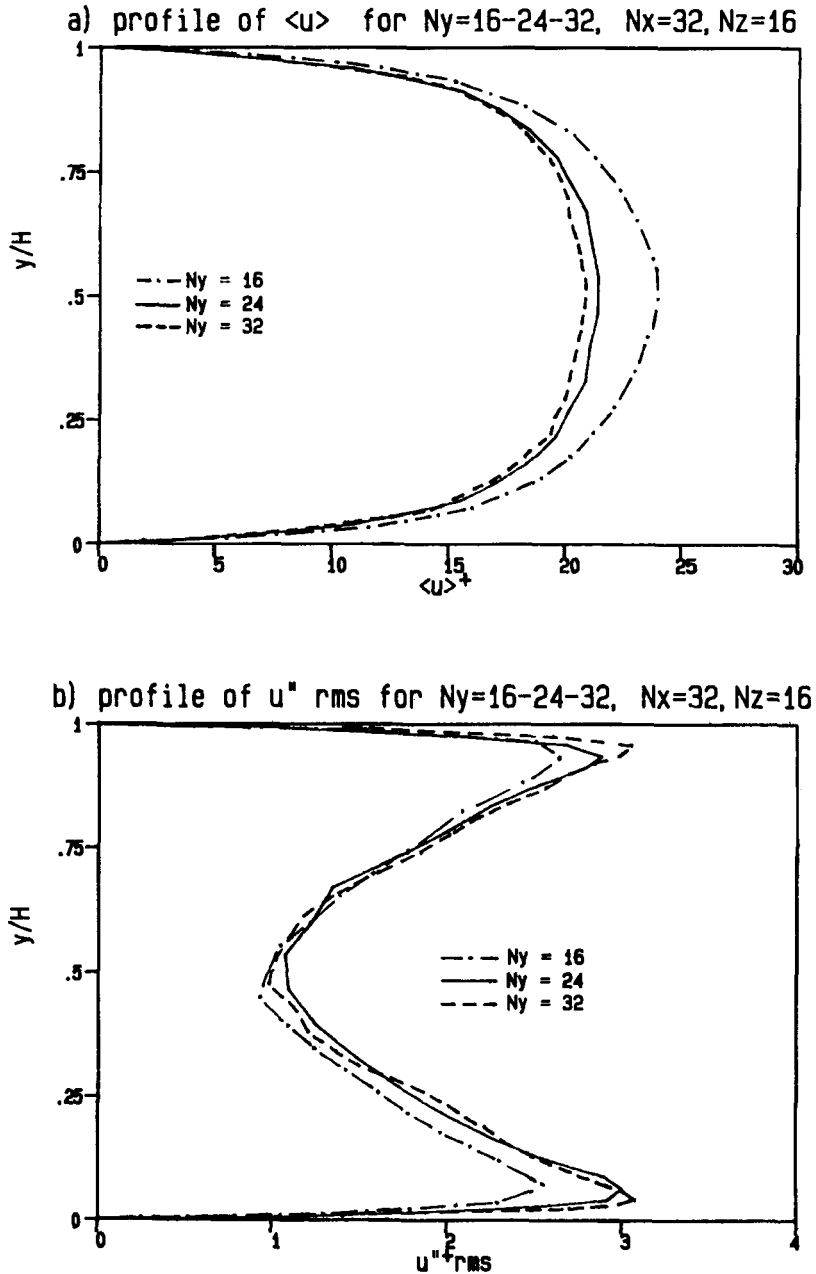 a) profile of <u> for Ny=16-24-32, Nx=32, Nz=16
1
.75
y/H
Ny = 16
.5
Ny = 24
Ny = 32
.25
0
0 5 10 15 20 25 30
<u>+
b) profile of u" rms for Ny=16-24-32, Nx=32, Nz=16
1
.75
y/H
Ny = 16
.5
Ny = 24
Ny = 32
.25
0
0 1 2 3 4
u"+rms